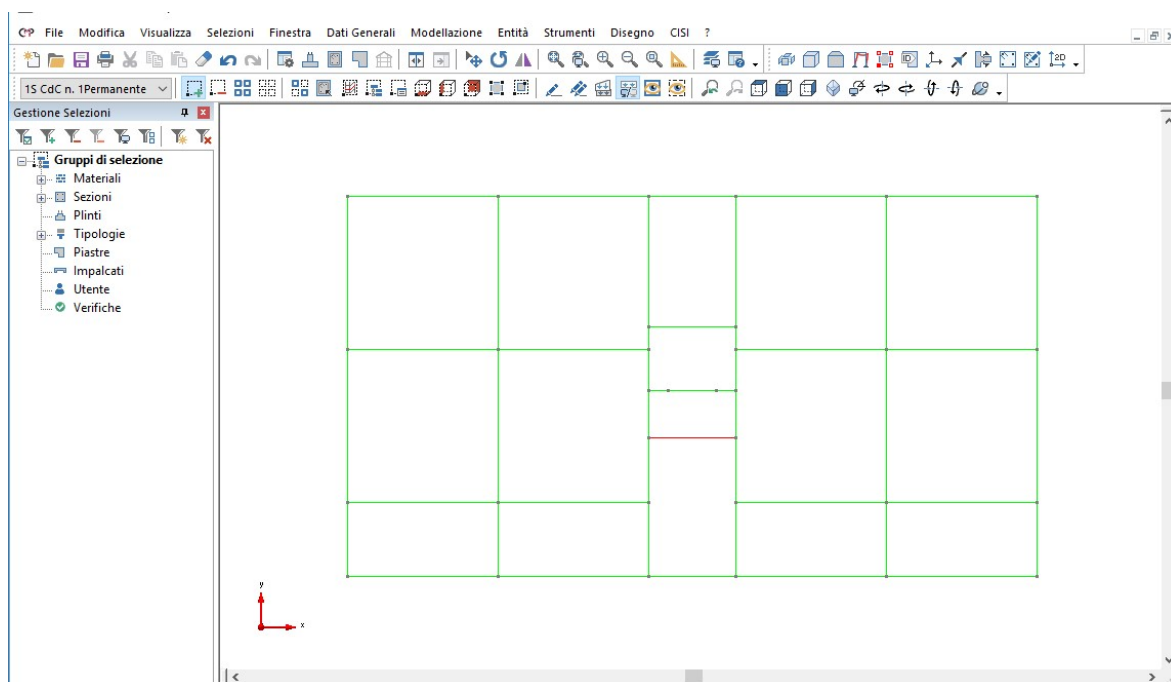 File Modifica Visualizza Selezioni Finestra Dati Generali Modellazione Entità Strumenti Disegno CISI ?
1S CdC n. 1Permanente
Gestione Selezioni
Gruppi di selezione
Materiali
Sezioni
Plinti
Tipologie
Piastre
Impalcati
Utente
Verifiche
y
x